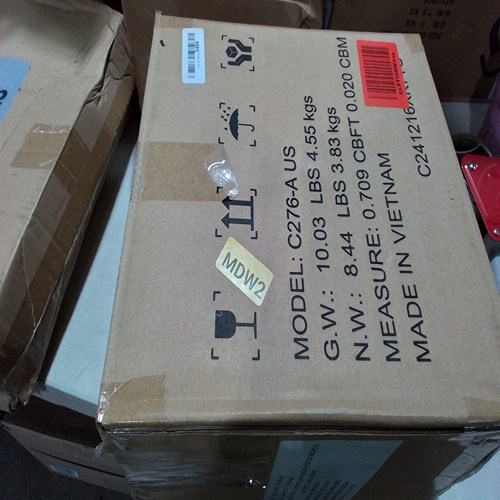 MODEL: C276-A US
G.W.: 10.03 LBS 4.55 kgs
N.W.: 8.44 LBS 3.83 kgs
MEASURE: 0.709 CBFT 0.020 CBM
MADE IN VIETNAM
MDW2